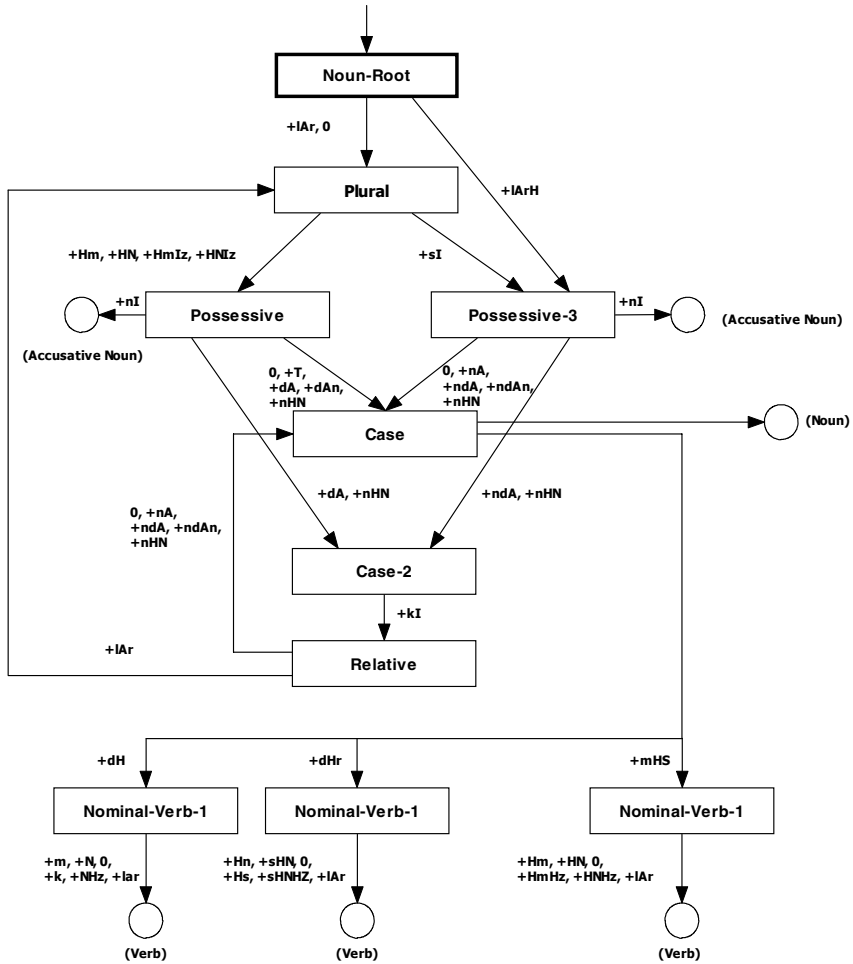 Noun-Root
+lAr, 0
Plural
+lArH
+Hm, +HN, +HmIz, +HNIz
+sI
+nI
Possessive
Possessive-3
+nI
(Accusative Noun)
(Accusative Noun)
0, +T,
+dA, +dAn,
+nHN
0, +nA,
+ndA, +ndAn,
+nHN
Case
(Noun)
0, +nA,
+ndA, +ndAn,
+nHN
+dA, +nHN
+ndA, +nHN
Case-2
+kI
+lAr
Relative
+dH
+dHr
+mHS
Nominal-Verb-1
Nominal-Verb-1
Nominal-Verb-1
+m, +N, 0,
+k, +NHz, +lar
+Hn, +sHN, 0,
+Hs, +sHNHZ, +lAr
+Hm, +HN, 0,
+HmHz, +HNHz, +lAr
(Verb)
(Verb)
(Verb)